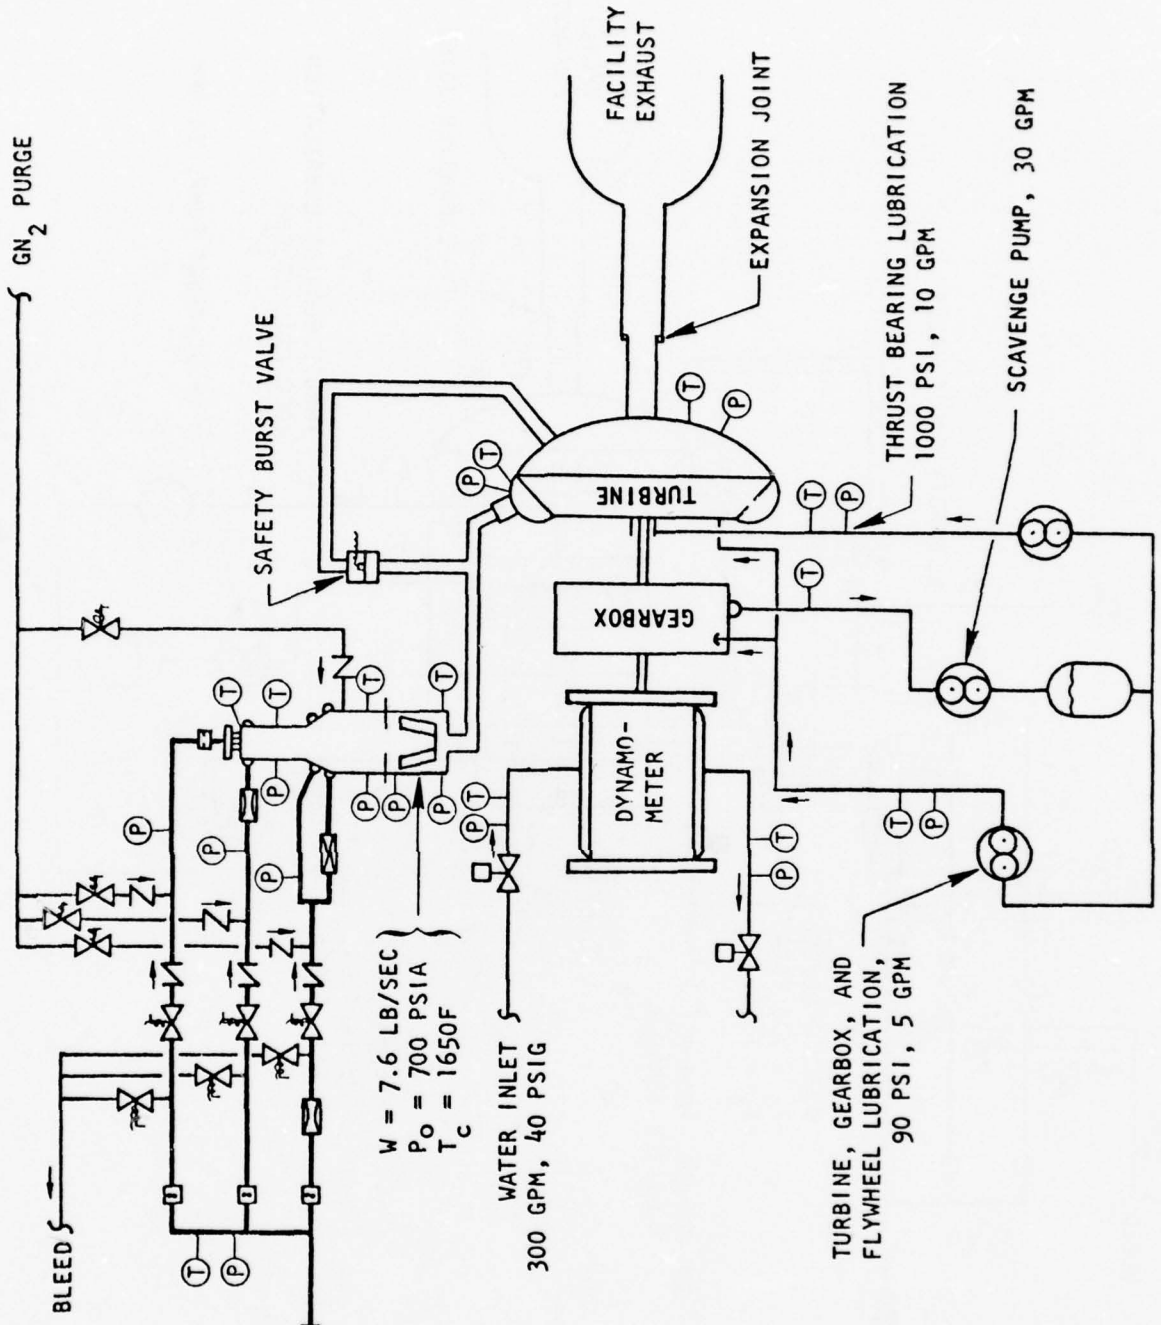 GN2 PURGE
SAFETY BURST VALVE
FACILITY
EXHAUST
EXPANSION JOINT
THRUST BEARING LUBRICATION
1000 PSI, 10 GPM
SCAVENGE PUMP, 30 GPM
TURBINE
GEARBOX
DYNAMO-
METER
BLEED
W = 7.6 LB/SEC
PO = 700 PSIA
Tc = 1650F
WATER INLET
300 GPM, 40 PSIG
TURBINE, GEARBOX, AND
FLYWHEEL LUBRICATION,
90 PSI, 5 GPM
T
T
T
T
P
P
P
P
P
P
P
P
T
P
T
P
T
P
T
P
T
P
T
T
P
T
P